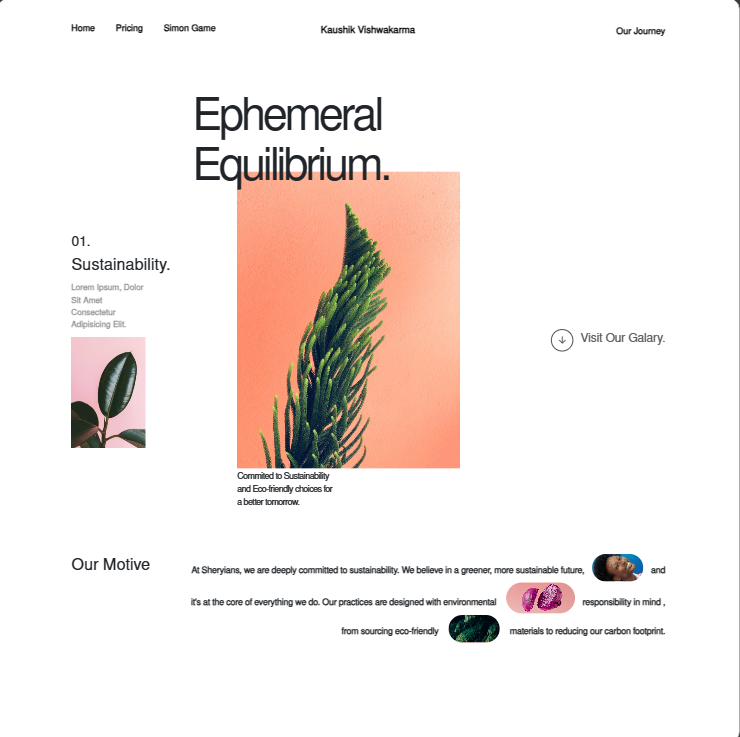 Home Pricing Simon Game Kaushik Vishwakarma Our Journey
Ephemeral
Equilibrium.
01.
Sustainability.
Lorem Ipsum, Dolor
Sit Amet
Consectetur
Adipisicing Elit.
Visit Our Galary.
Commited to Sustainability
and Eco-friendly choices for
a better tomorrow.
Our Motive
At Sheryians, we are deeply committed to sustainability. We believe in a greener, more sustainable future, and
it's at the core of everything we do. Our practices are designed with environmental responsibility in mind ,
from sourcing eco-friendly materials to reducing our carbon footprint.